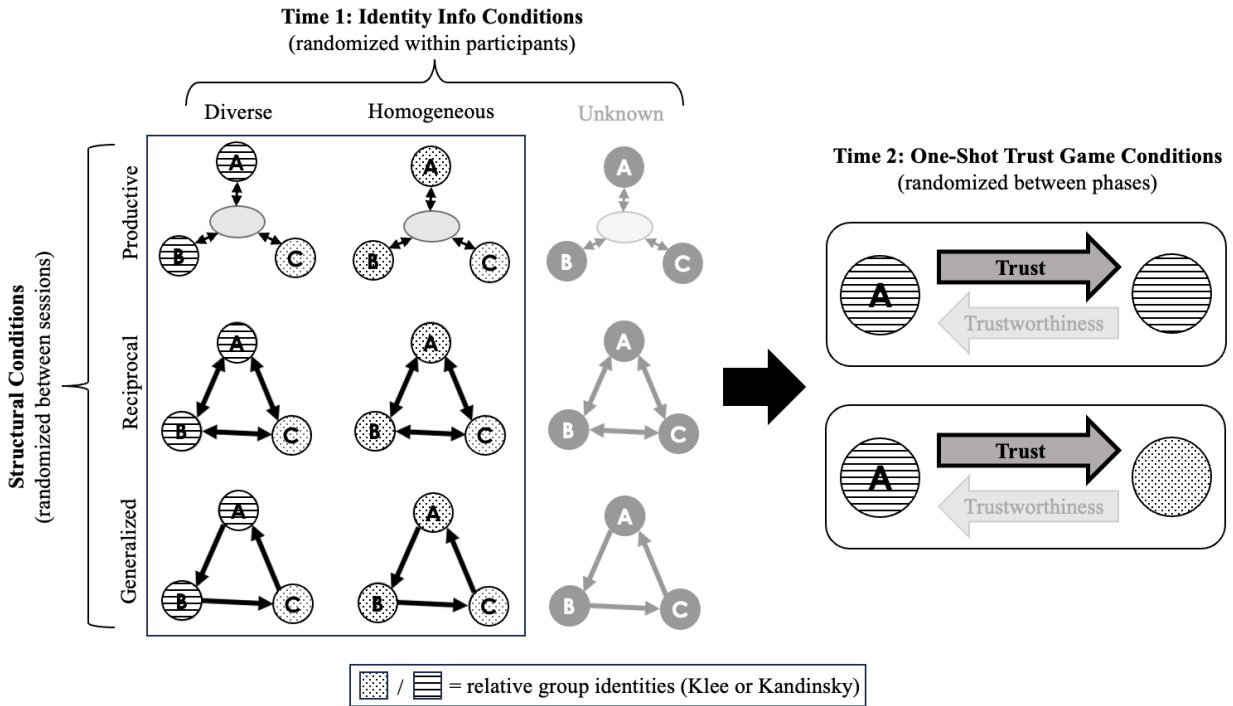 Time 1: Identity Info Conditions
(randomized within participants)
Diverse
Homogeneous
Unknown
Structural Conditions
(randomized between sessions)
Productive
A
B
C
A
B
C
A
B
C
Reciprocal
A
B
C
A
B
C
A
B
C
Generalized
A
B
C
A
B
C
A
B
C
Time 2: One-Shot Trust Game Conditions
(randomized between phases)
A
Trust
Trustworthiness
A
Trust
Trustworthiness
/ = relative group identities (Klee or Kandinsky)